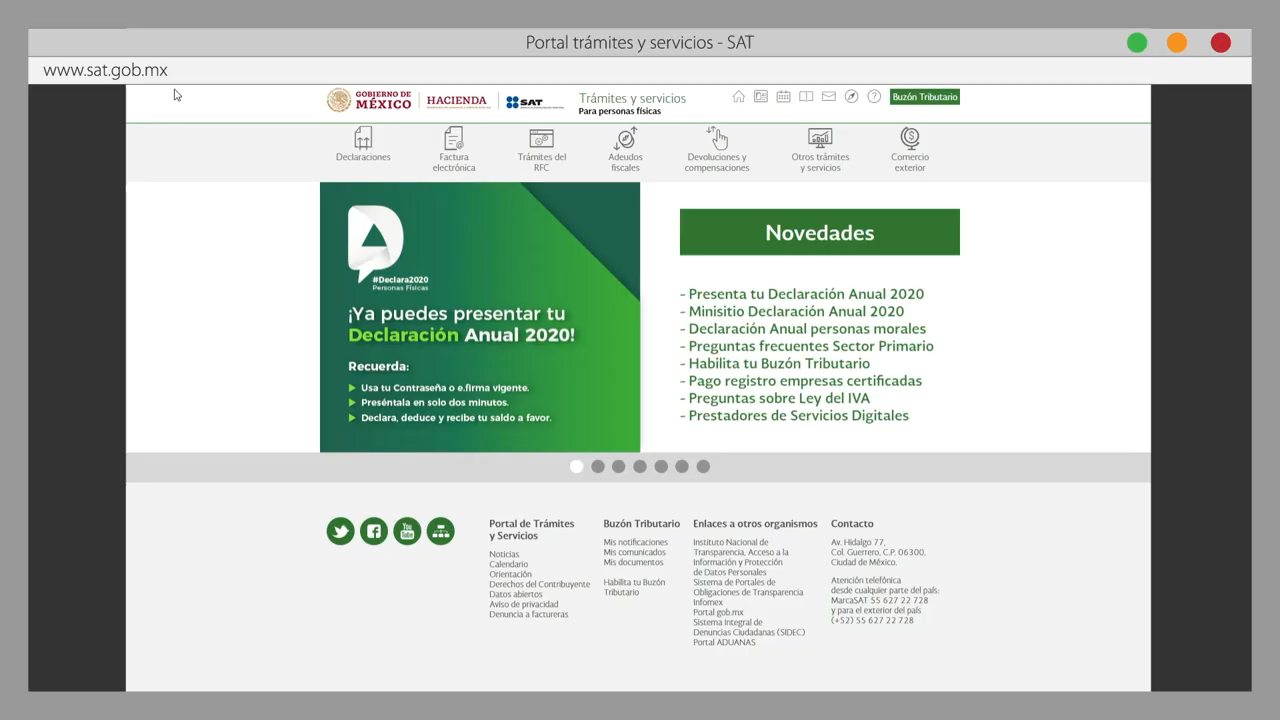 Portal trámites y servicios - SAT
www.sat.gob.mx
GOBIERNO DE
MÉXICO
HACIENDA
SAT
Trámites y servicios
Para personas físicas
Buzón Tributario
Declaraciones
Factura
electrónica
Trámites del
RFC
Adeudos
fiscales
Devoluciones y
compensaciones
Otros trámites
y servicios
Comercio
exterior
#Declara2020
Personas Físicas
¡Ya puedes presentar tu
Declaración Anual 2020!
Recuerda:
Usa tu Contraseña o e.firma vigente.
Preséntala en solo dos minutos.
Declara, deduce y recibe tu saldo a favor.
Novedades
- Presenta tu Declaración Anual 2020
- Minisitio Declaración Anual 2020
- Declaración Anual personas morales
- Preguntas frecuentes Sector Primario
- Habilita tu Buzón Tributario
- Pago registro empresas certificadas
- Preguntas sobre Ley del IVA
- Prestadores de Servicios Digitales
You
Tube
Portal de Trámites
y Servicios
Noticias
Calendario
Orientación
Derechos del Contribuyente
Datos abiertos
Aviso de privacidad
Denuncia a factureras
Buzón Tributario
Mis notificaciones
Mis comunicados
Mis documentos
Habilita tu Buzón
Tributario
Enlaces a otros organismos
Instituto Nacional de
Transparencia, Acceso a la
Información y Protección
de Datos Personales
Sistema de Portales de
Obligaciones de Transparencia
Infomex
Portal gob.mx
Sistema Integral de
Denuncias Ciudadanas (SIDEC)
Portal ADUANAS
Contacto
Av. Hidalgo 77,
Col. Guerrero, C.P. 06300,
Ciudad de México.
Atención telefónica
desde cualquier parte del país:
MarcaSAT 55 627 22 728
y para el exterior del país
(+52) 55 627 22 728